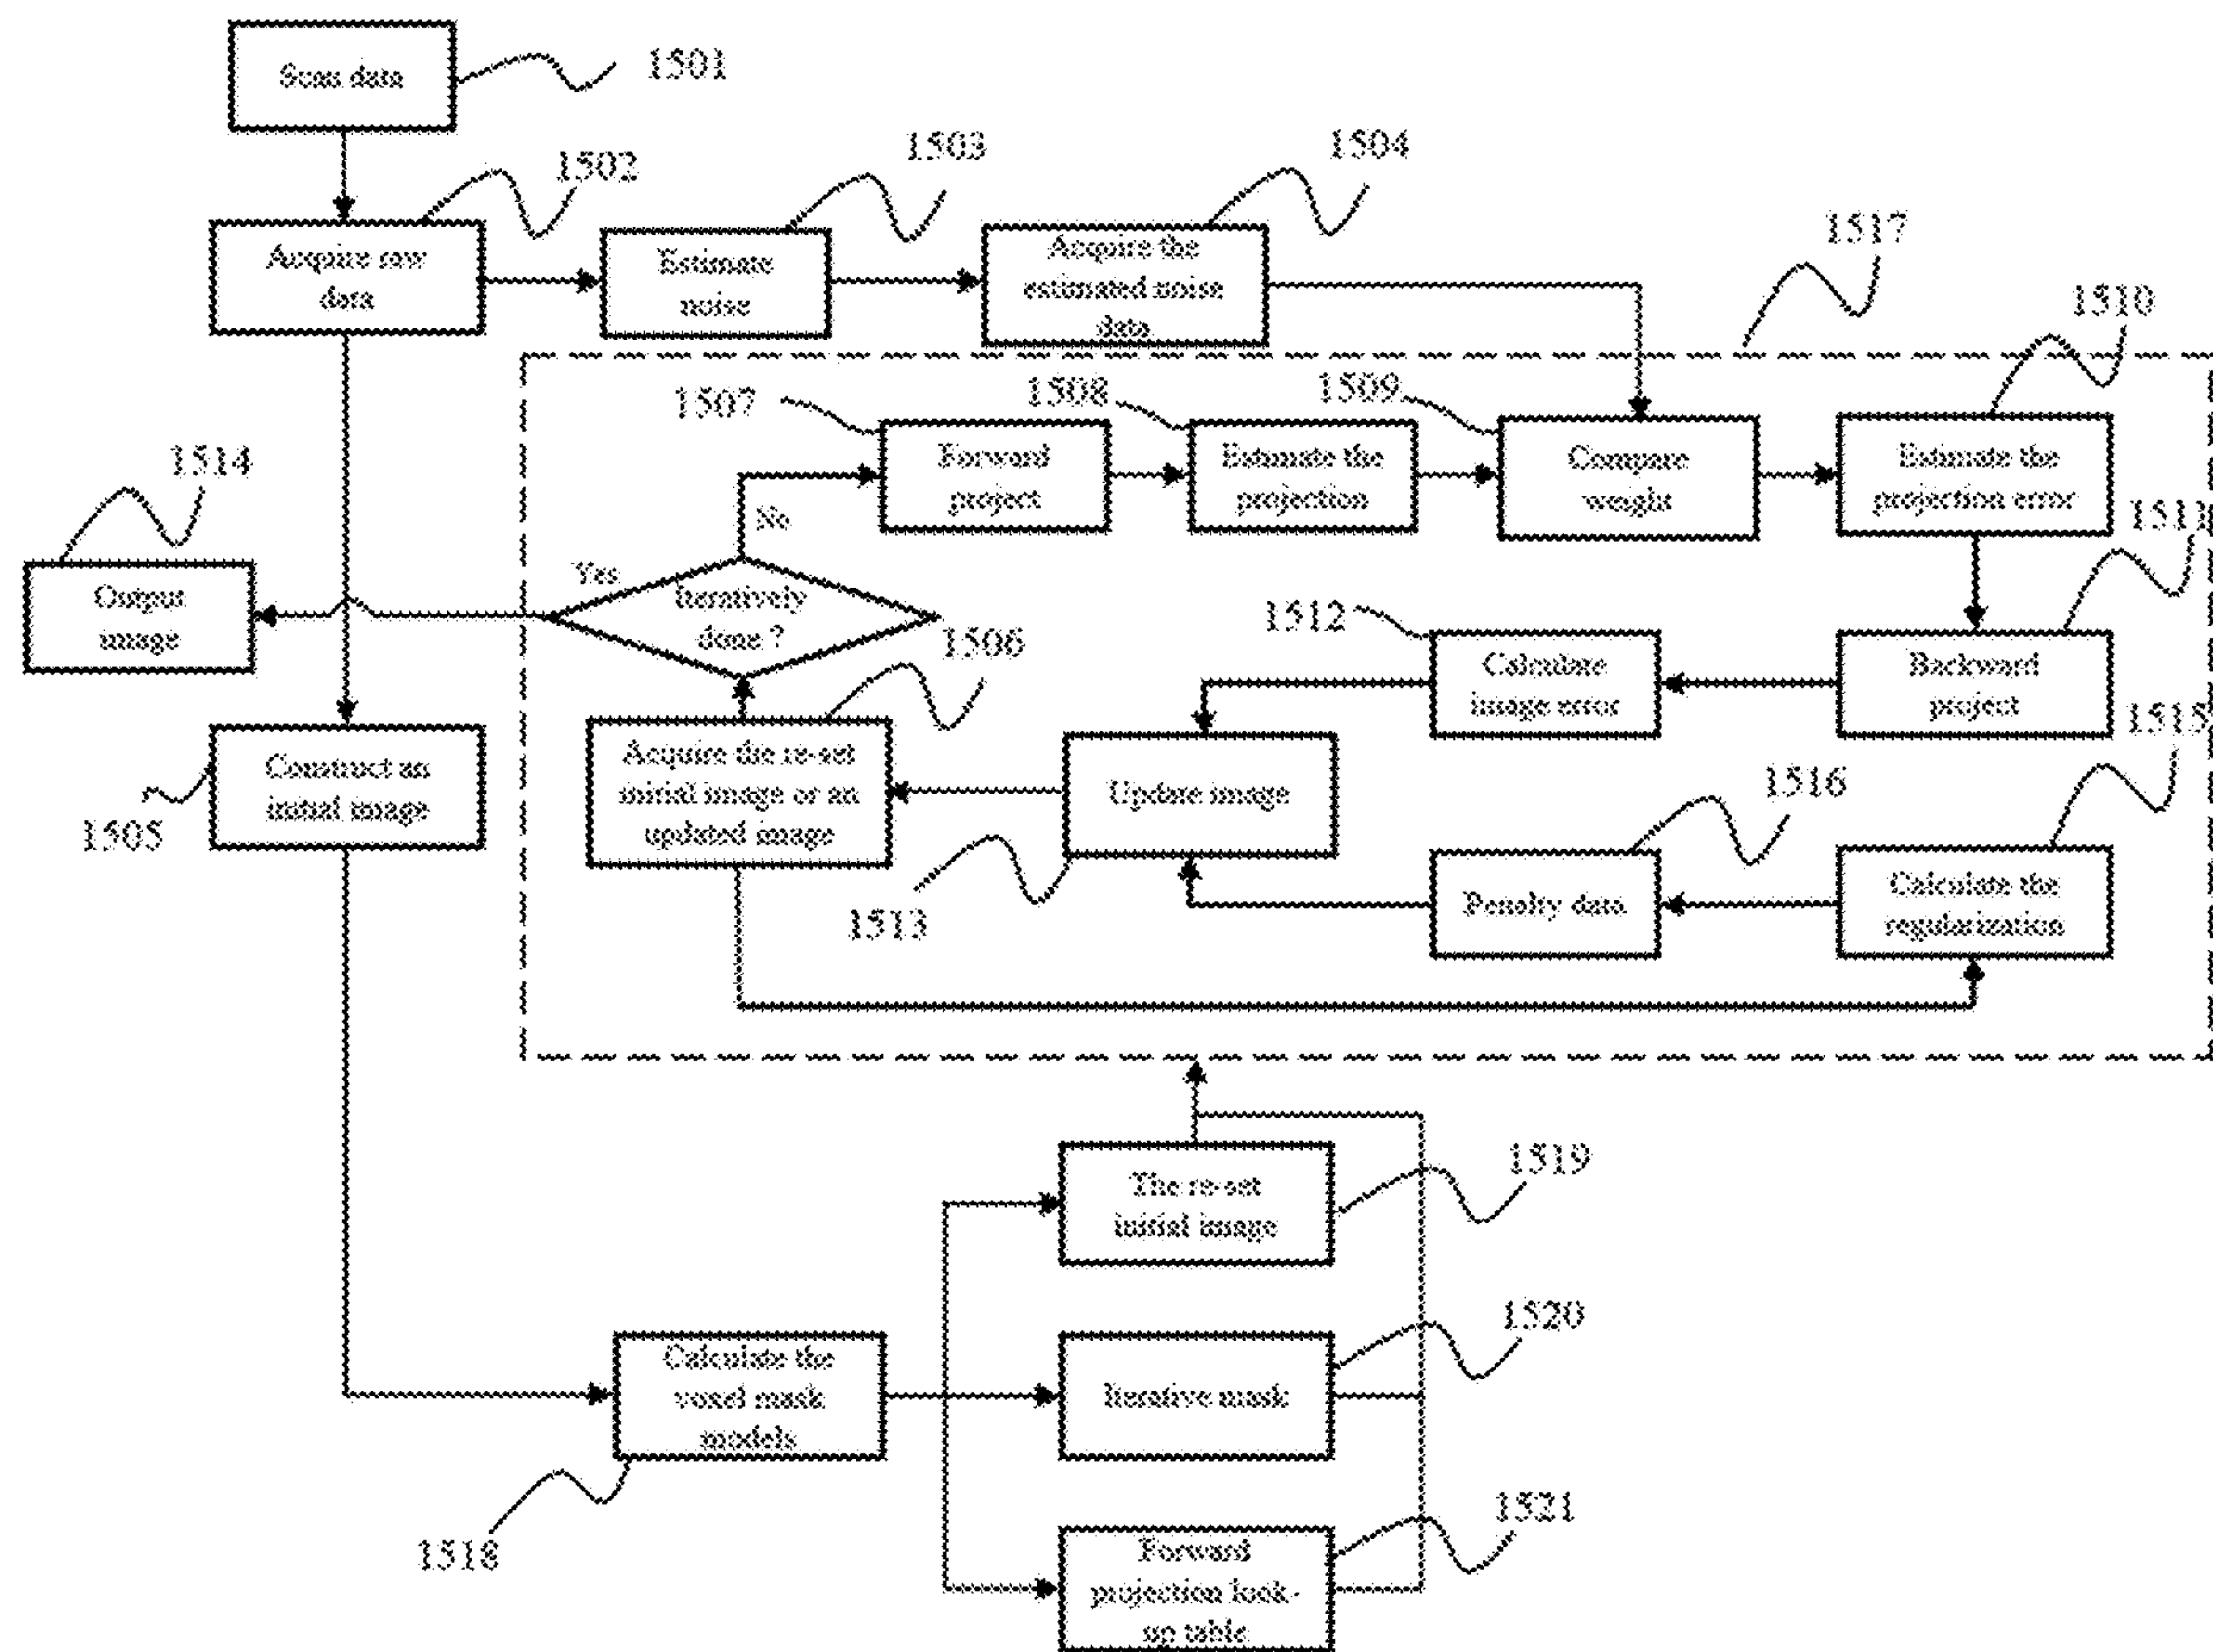 Scan data
1501
1502
1503
1504
Acquire raw
data
Estimate
noise
Acquire the
estimated noise
data
1517
1510
1507
1508
1509
Forward
project
Estimate the
projection
Compare
weight
Estimate the
projection error
1514
No
1511
Output
image
Yes
Iteratively
done ?
1506
1512
Calculate
image error
Backward
project
1515
Construct an
initial image
1505
Acquire the re-set
initial image or an
updated image
Update image
1513
1516
Penalty data
Calculate the
regularization
The re-set
initial image
1519
Calculate the
voxel mask
models
1518
Iterative mask
1520
Forward
projection look-
up table
1521